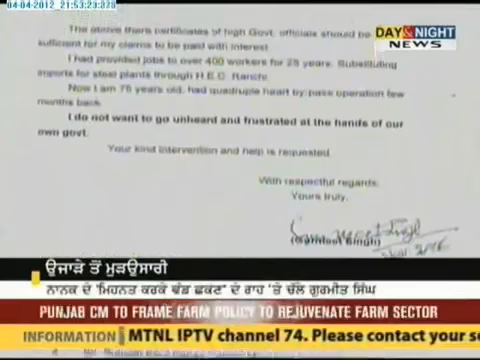 04-04-2012 21:53:23:328
DAY&NIGHT
NEWS
The above there certificates of high Govt. officials should be
sufficient for my claims to be paid with interest.
I had provided jobs to over 400 workers for 25 years. Substituting
imports for steel plants through H.E.C. Ranchi.
Now I am 75 years old, had quadruple heart by-pass operation few
months back.
I do not want to go unheard and frustrated at the hands of our
own govt.
Your kind intervention and help is requested.
With respectful regards.
Yours truly,
(Gurmeet Singh)
ਉਜਾੜੇ ਤੋਂ ਮੁੜਉਸਾਰੀ
ਨਾਨਕ ਦੇ 'ਮਿਹਨਤ ਕਰਕੇ ਵੰਡ ਛਕਣ' ਦੇ ਰਾਹ 'ਤੇ ਚੱਲੇ ਗੁਰਮੀਤ ਸਿੰਘ
PUNJAB CM TO FRAME FARM POLICY TO REJUVENATE FARM SECTOR
INFORMATION MTNL IPTV channel 74. Please contact your se